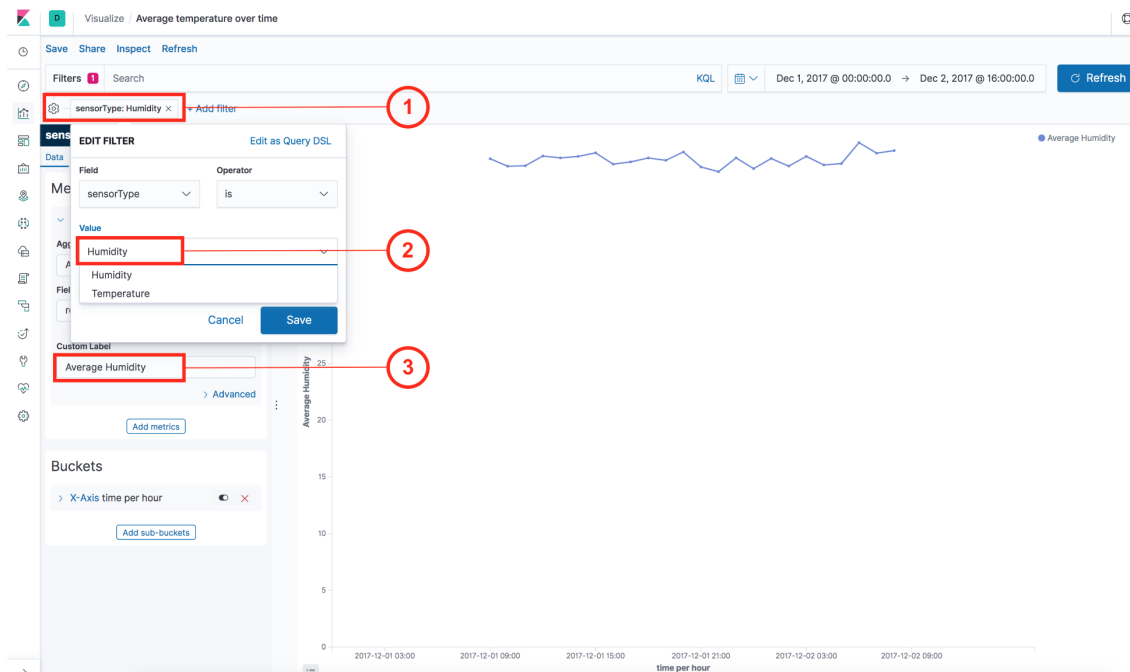 D Visualize / Average temperature over time
Save Share Inspect Refresh
Filters 1 Search KQL Dec 1, 2017 @ 00:00:00.0 → Dec 2, 2017 @ 16:00:00.0 Refresh
sensorType: Humidity × + Add filter
1
sens
EDIT FILTER Edit as Query DSL
Average Humidity
Data
Field Operator
Me
sensorType is
Value
Agg
Humidity
2
A
Humidity
Fiel
Temperature
Cancel Save
Custom Label
Average Humidity
3
Advanced
Add metrics
Buckets
X-Axis time per hour
Add sub-buckets
Average Humidity
25
20
15
10
5
0
2017-12-01 03:00 2017-12-01 09:00 2017-12-01 15:00 2017-12-01 21:00 2017-12-02 03:00 2017-12-02 09:00
time per hour